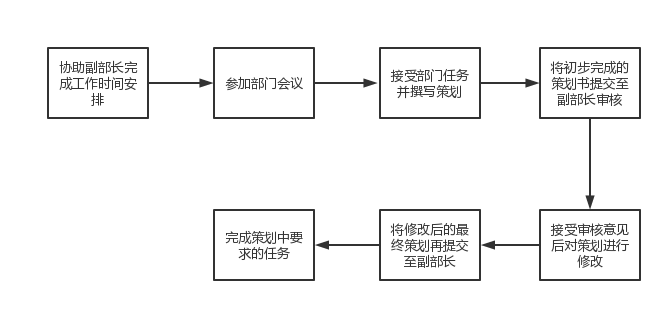 协助副部长完
成工作时间安
排
参加部门会议
接受部门任务
并撰写策划
将初步完成的
策划书提交至
副部长审核
接受审核意见
后对策划进行
修改
将修改后的最
终策划再提交
至副部长
完成策划中要
求的任务